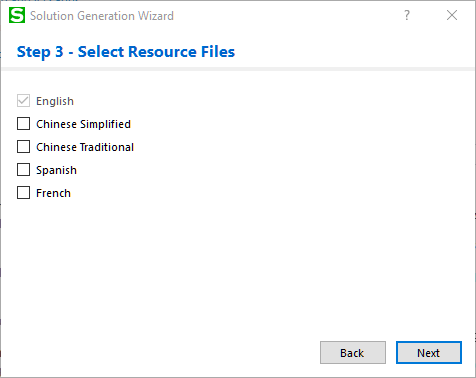 S Solution Generation Wizard ?
Step 3 - Select Resource Files
English
Chinese Simplified
Chinese Traditional
Spanish
French
Back Next